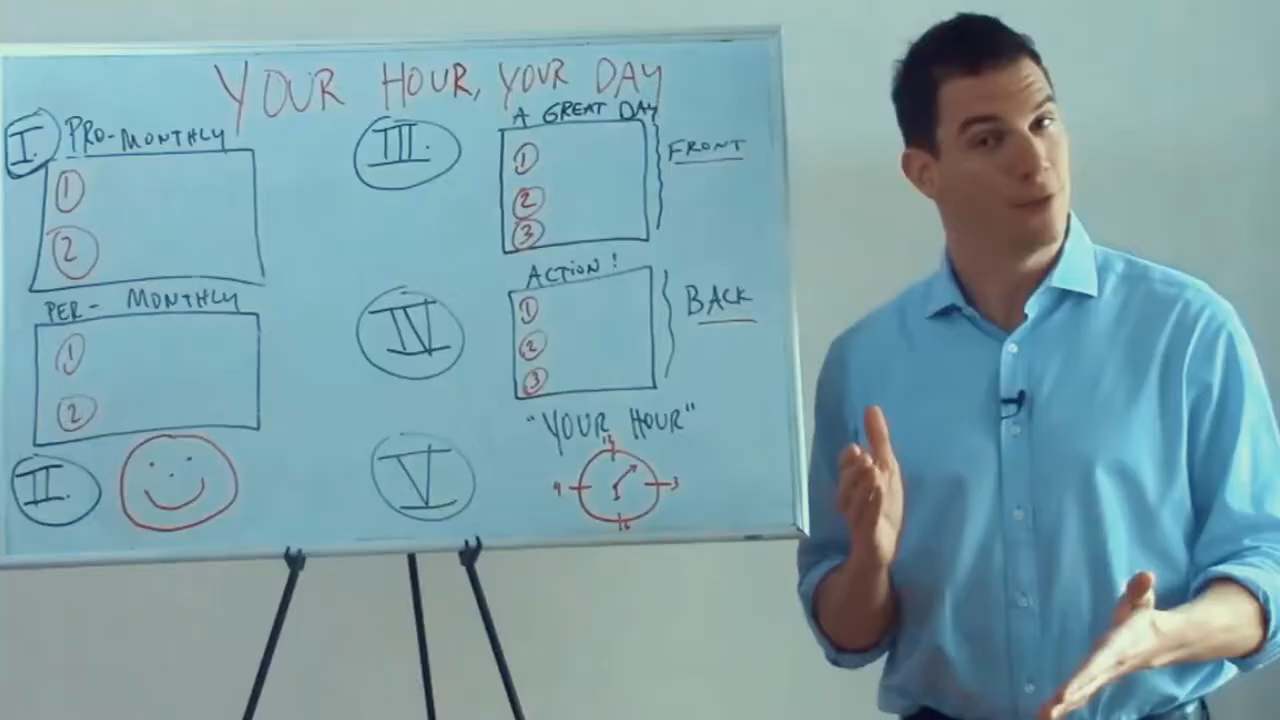 YOUR HOUR, YOUR DAY
I. PRO-MONTHLY
1
2
PER- MONTHLY
1
2
II.
III.
A GREAT DAY
1
2
3
FRONT
IV
ACTION!
1
2
3
BACK
V
"YOUR HOUR"
12
9
3